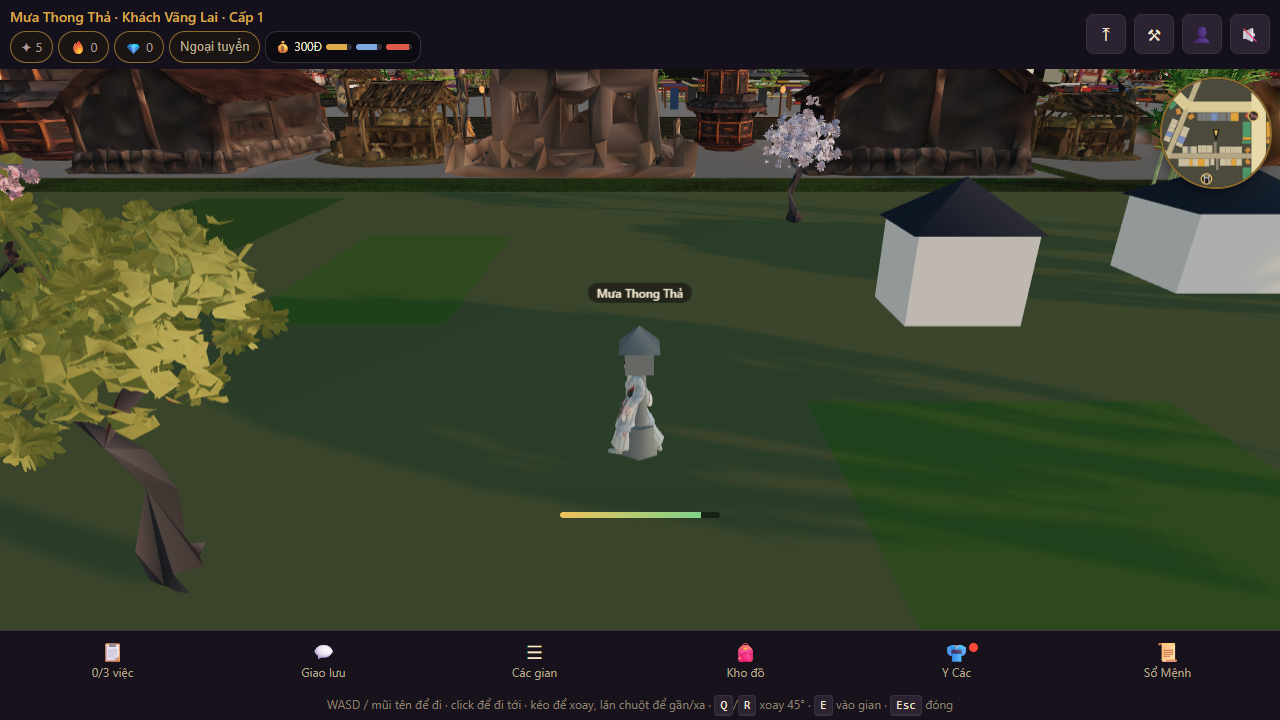 Mưa Thong Thả · Khách Vãng Lai · Cấp 1
5
0
0
Ngoại tuyến
300Đ
Mưa Thong Thả
0/3 việc
Giao lưu
Các gian
Kho đồ
Y Các
Sổ Mệnh
WASD / mũi tên để đi · click để đi tới · kéo để xoay, lăn chuột để gần/xa · Q / R xoay 45° · E vào gian · Esc đóng